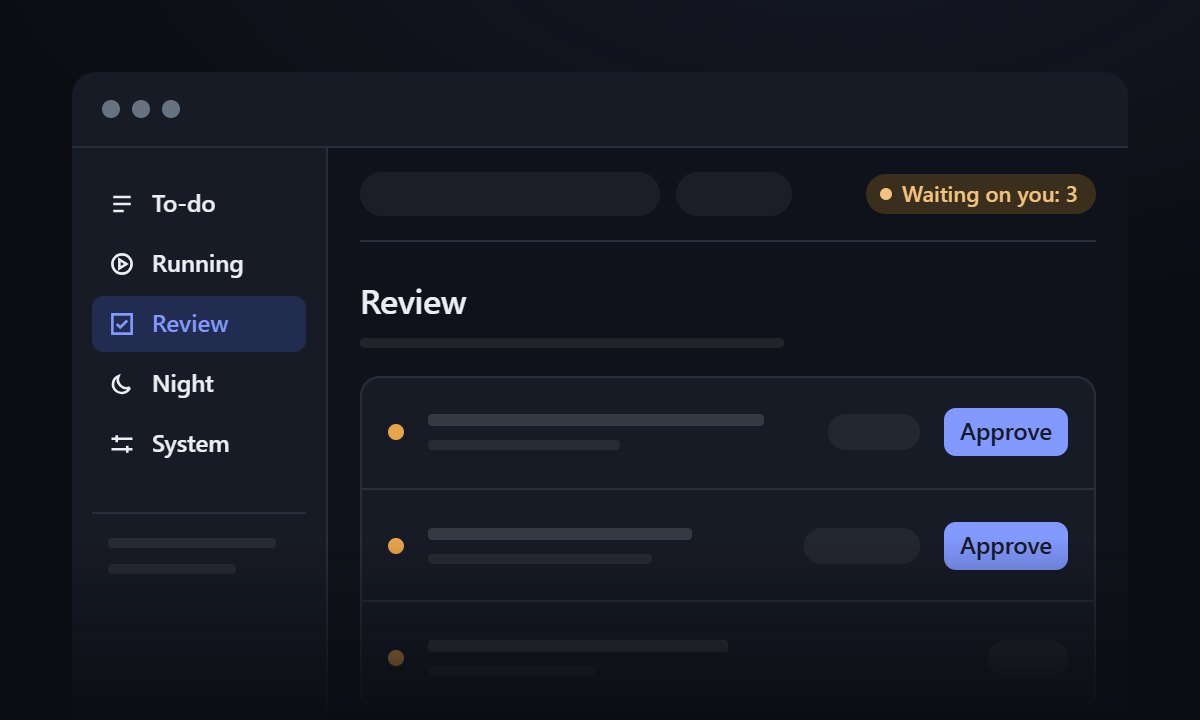 To-do
Running
Review
Night
System
Waiting on you: 3
Review
Approve
Approve